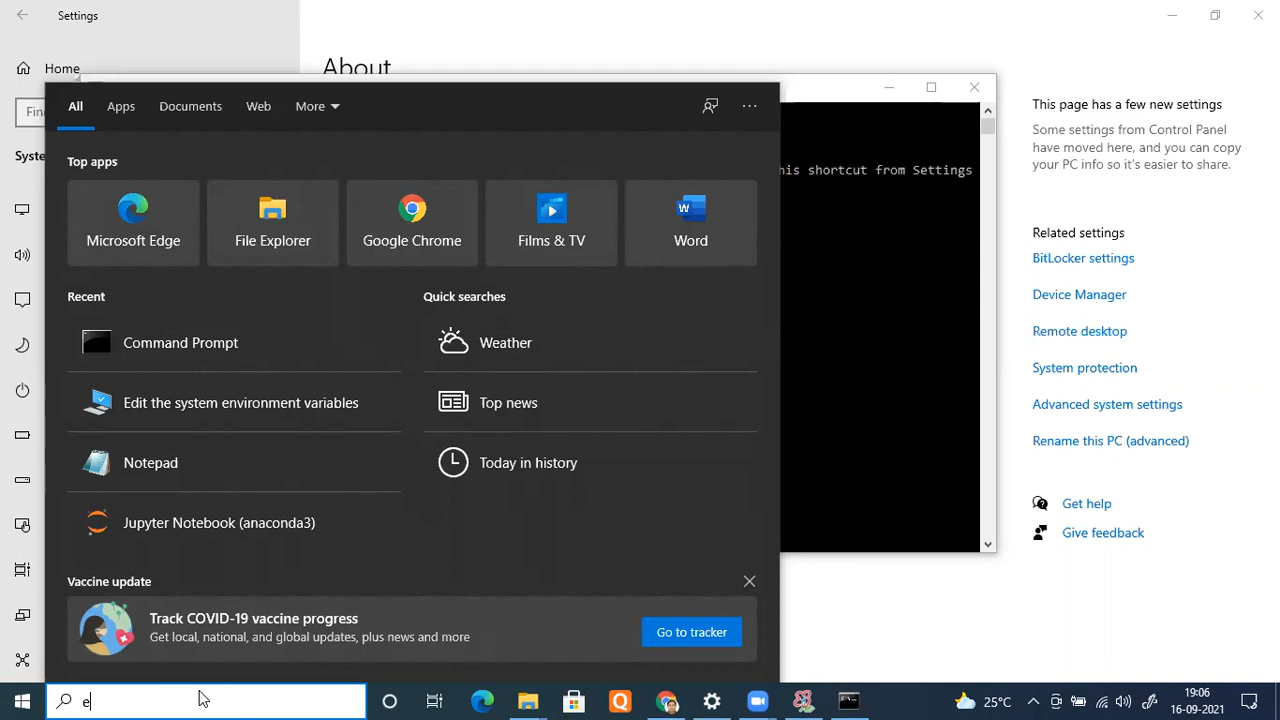 Settings
Home
About
Find
Syste
All
Apps
Documents
Web
More
Top apps
Microsoft Edge
File Explorer
Google Chrome
Films & TV
Word
Recent
Quick searches
Command Prompt
Weather
Edit the system environment variables
Top news
Notepad
Today in history
Jupyter Notebook (anaconda3)
Vaccine update
Track COVID-19 vaccine progress
Get local, national, and global updates, plus news and more
Go to tracker
his shortcut from Settings
This page has a few new settings
Some settings from Control Panel
have moved here, and you can copy
your PC info so it's easier to share.
Related settings
BitLocker settings
Device Manager
Remote desktop
System protection
Advanced system settings
Rename this PC (advanced)
Get help
Give feedback
e
25°C
19:06
16-09-2021